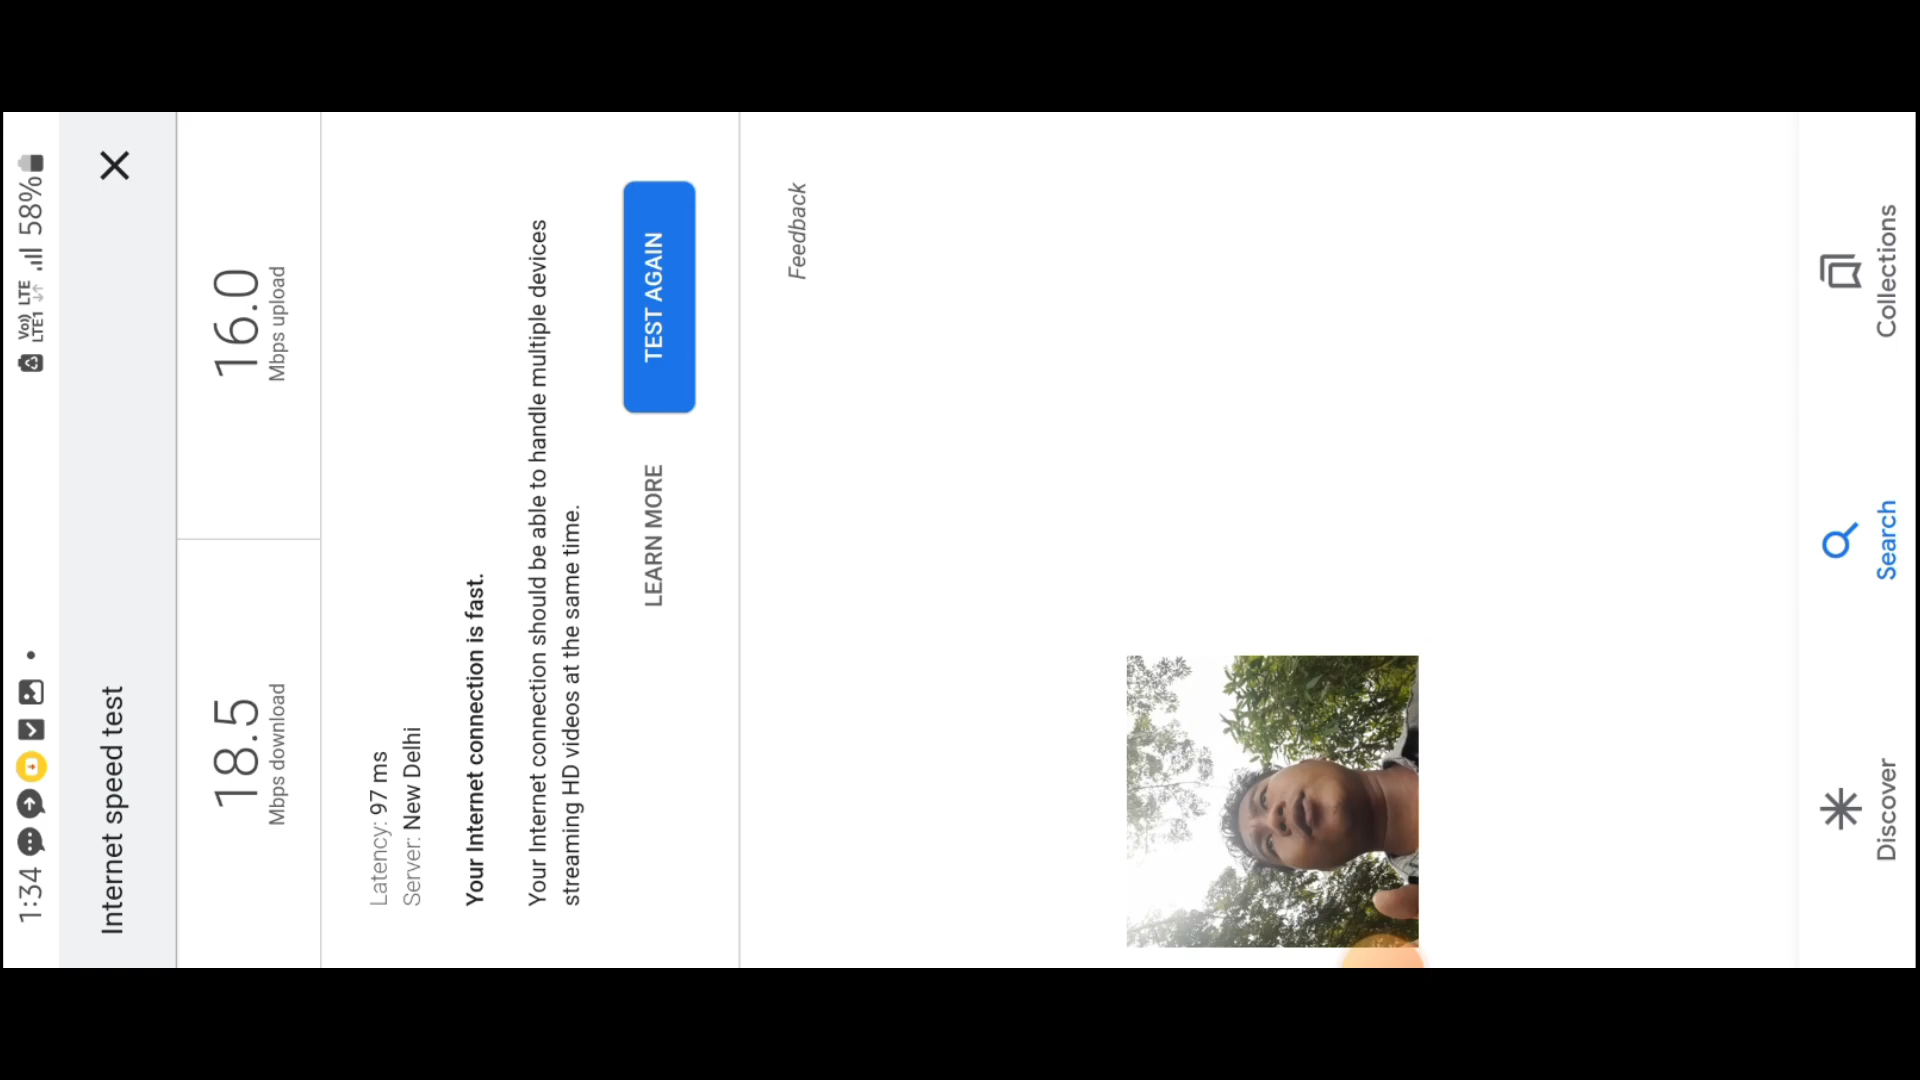 1:34
Vo)) LTE
LTE1
58%
Internet speed test
18.5
Mbps download
16.0
Mbps upload
Latency: 97 ms
Server: New Delhi
Your Internet connection is fast.
Your Internet connection should be able to handle multiple devices
streaming HD videos at the same time.
LEARN MORE
TEST AGAIN
Feedback
Discover
Search
Collections